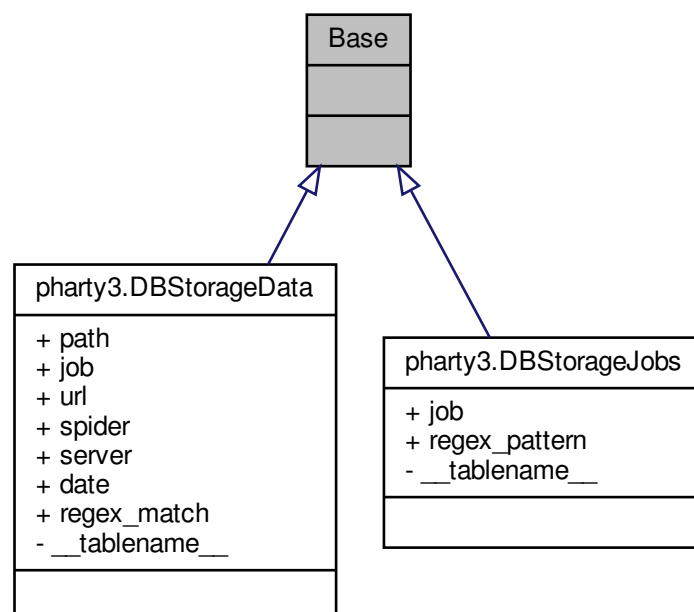 Base
pharty3.DBStorageData
+ path
+ job
+ url
+ spider
+ server
+ date
+ regex_match
- __tablename__
pharty3.DBStorageJobs
+ job
+ regex_pattern
- __tablename__